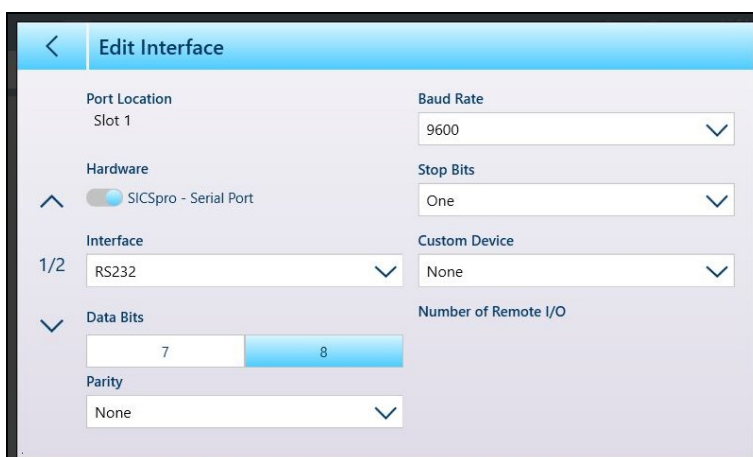 Edit Interface
Port Location
Slot 1
Hardware
SICSpro - Serial Port
Interface
RS232
Data Bits
7 8
Parity
None
1/2
Baud Rate
9600
Stop Bits
One
Custom Device
None
Number of Remote I/O